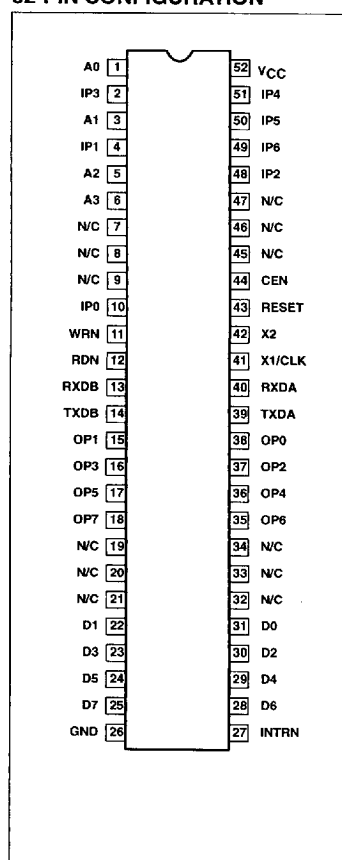 52-PIN CONFIGURATION
A0 1 52 VCC
IP3 2 51 IP4
A1 3 50 IP5
IP1 4 49 IP6
A2 5 48 IP2
A3 6 47 N/C
N/C 7 46 N/C
N/C 8 45 N/C
N/C 9 44 CEN
IP0 10 43 RESET
WRN 11 42 X2
RDN 12 41 X1/CLK
RXDB 13 40 RXDA
TXDB 14 39 TXDA
OP1 15 38 OP0
OP3 16 37 OP2
OP5 17 36 OP4
OP7 18 35 OP6
N/C 19 34 N/C
N/C 20 33 N/C
N/C 21 32 N/C
D1 22 31 D0
D3 23 30 D2
D5 24 29 D4
D7 25 28 D6
GND 26 27 INTRN